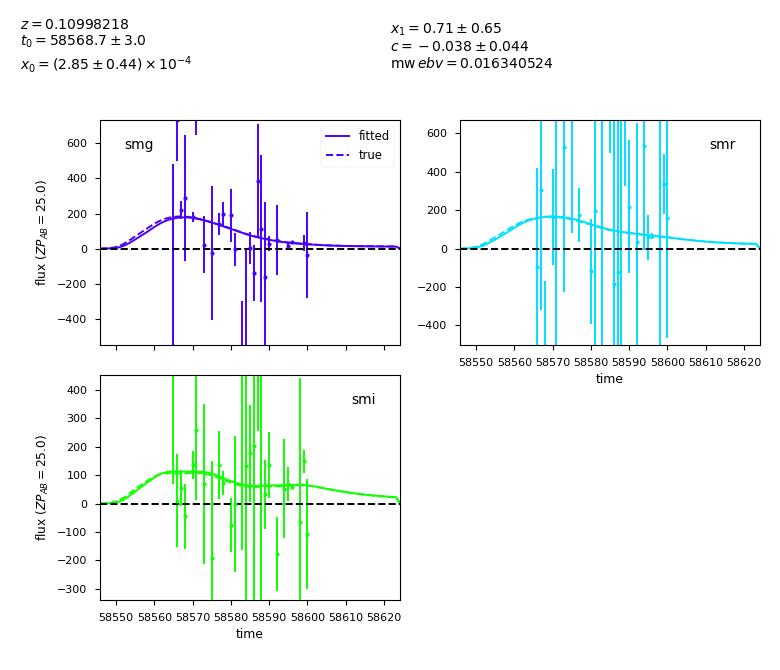 z = 0.10998218
t₀ = 58568.7 ± 3.0
x₀ = (2.85 ± 0.44) × 10⁻⁴
x₁ = 0.71 ± 0.65
c = −0.038 ± 0.044
mw ebv = 0.016340524
smg
fitted
true
600
400
200
0
−200
−400
flux (ZP_AB = 25.0)
smr
600
400
200
0
−200
−400
58550 58560 58570 58580 58590 58600 58610 58620
time
smi
400
300
200
100
0
−100
−200
−300
flux (ZP_AB = 25.0)
58550 58560 58570 58580 58590 58600 58610 58620
time